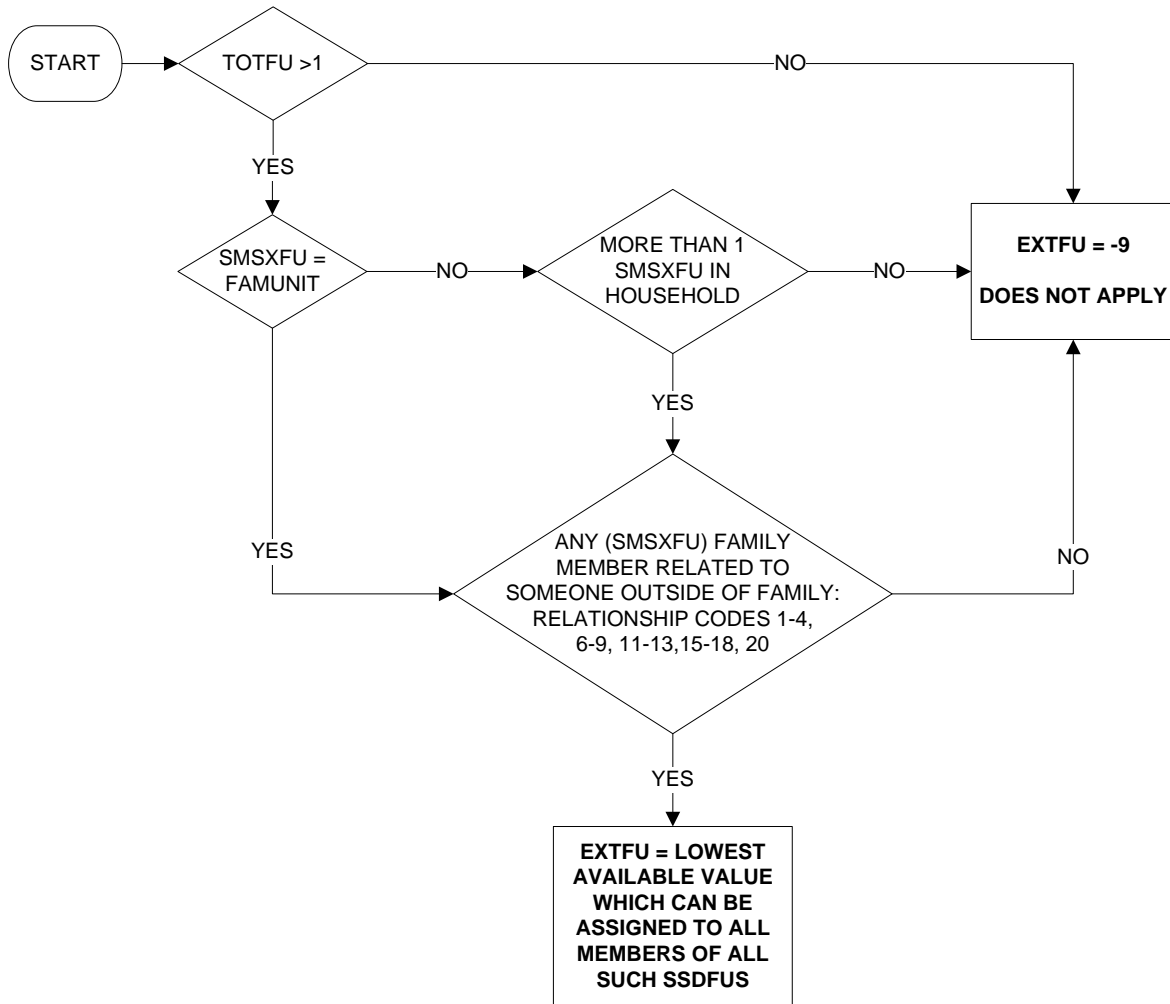 START
TOTFU >1
NO
YES
SMSXFU =
FAMUNIT
NO
MORE THAN 1
SMSXFU IN
HOUSEHOLD
NO
EXTFU = -9
DOES NOT APPLY
YES
YES
ANY (SMSXFU) FAMILY
MEMBER RELATED TO
SOMEONE OUTSIDE OF FAMILY:
RELATIONSHIP CODES 1-4,
6-9, 11-13,15-18, 20
NO
YES
EXTFU = LOWEST
AVAILABLE VALUE
WHICH CAN BE
ASSIGNED TO ALL
MEMBERS OF ALL
SUCH SSDFUS